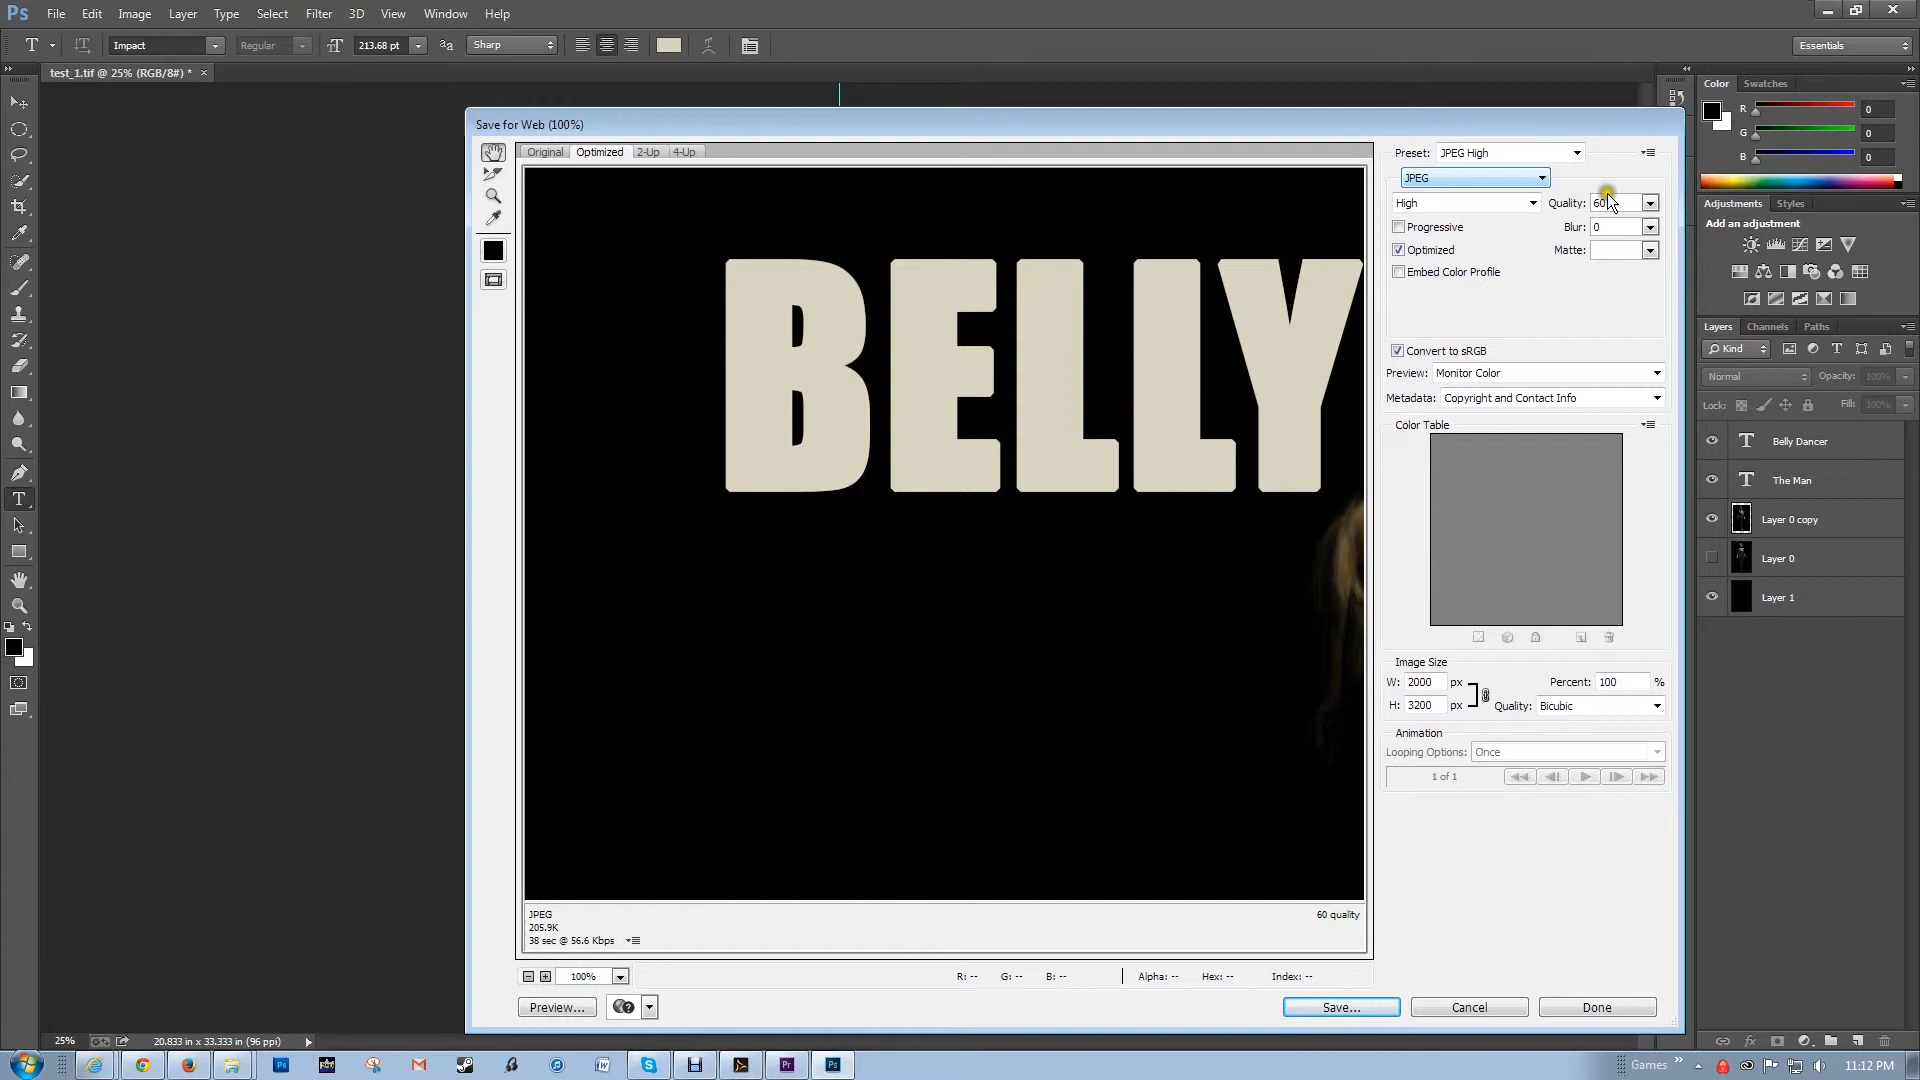 Ps File Edit Image Layer Type Select Filter 3D View Window Help
T Impact Regular 213.68 pt Sharp Essentials
test_1.tif @ 25% (RGB/8#) * ×
Save for Web (100%)
Original Optimized 2-Up 4-Up
Preset: JPEG High
JPEG
High Quality: 60
Progressive Blur: 0
Optimized Matte:
Embed Color Profile
Convert to sRGB
Preview: Monitor Color
Metadata: Copyright and Contact Info
Color Table
Image Size
W: 2000 px Percent: 100 %
H: 3200 px Quality: Bicubic
Animation
Looping Options: Once
1 of 1
BELLY
JPEG 60 quality
205.9K
38 sec @ 56.6 Kbps
100% R: -- G: -- B: -- Alpha: -- Hex: -- Index: --
Preview... Save... Cancel Done
Color Swatches
R 0
G 0
B 0
Adjustments Styles
Add an adjustment
Layers Channels Paths
Kind
Normal Opacity: 100%
Lock: Fill: 100%
T Belly Dancer
T The Man
Layer 0 copy
Layer 0
Layer 1
25% 20.833 in x 33.333 in (96 ppi)
Games 11:12 PM